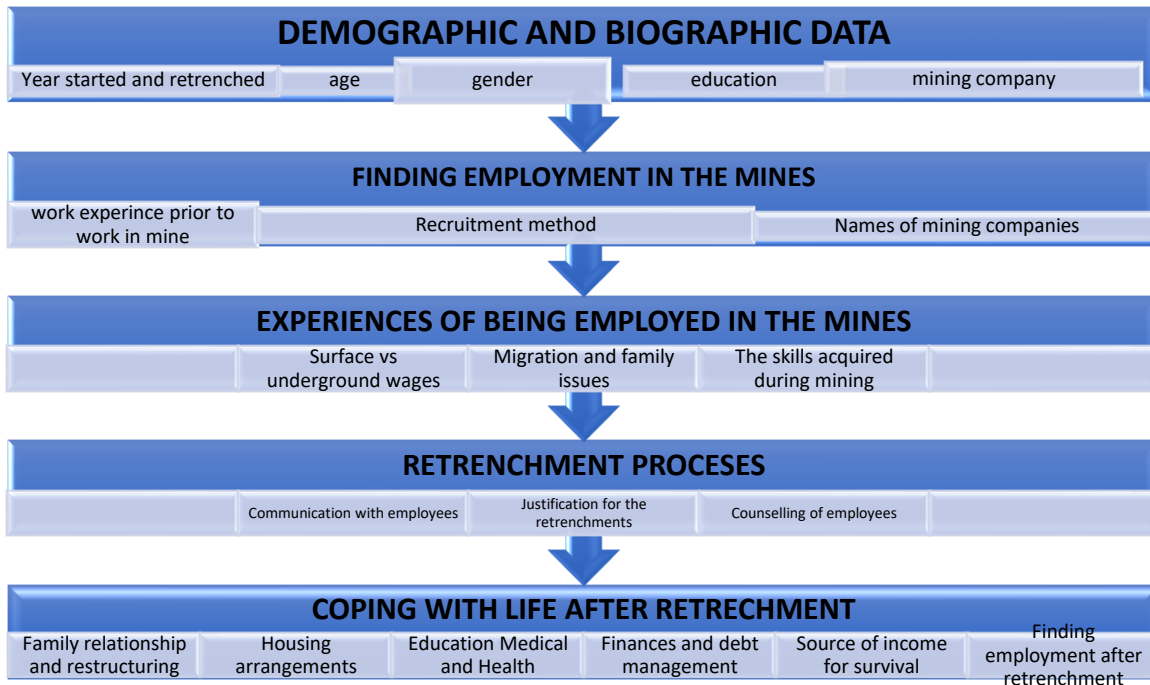 DEMOGRAPHIC AND BIOGRAPHIC DATA
Year started and retrenched
age
gender
education
mining company
FINDING EMPLOYMENT IN THE MINES
work experince prior to
work in mine
Recruitment method
Names of mining companies
EXPERIENCES OF BEING EMPLOYED IN THE MINES
Surface vs
underground wages
Migration and family
issues
The skills acquired
during mining
RETRENCHMENT PROCESES
Communication with employees
Justification for the
retrenchments
Counselling of employees
COPING WITH LIFE AFTER RETRECHMENT
Family relationship
and restructuring
Housing
arrangements
Education Medical
and Health
Finances and debt
management
Source of income
for survival
Finding
employment after
retrenchment